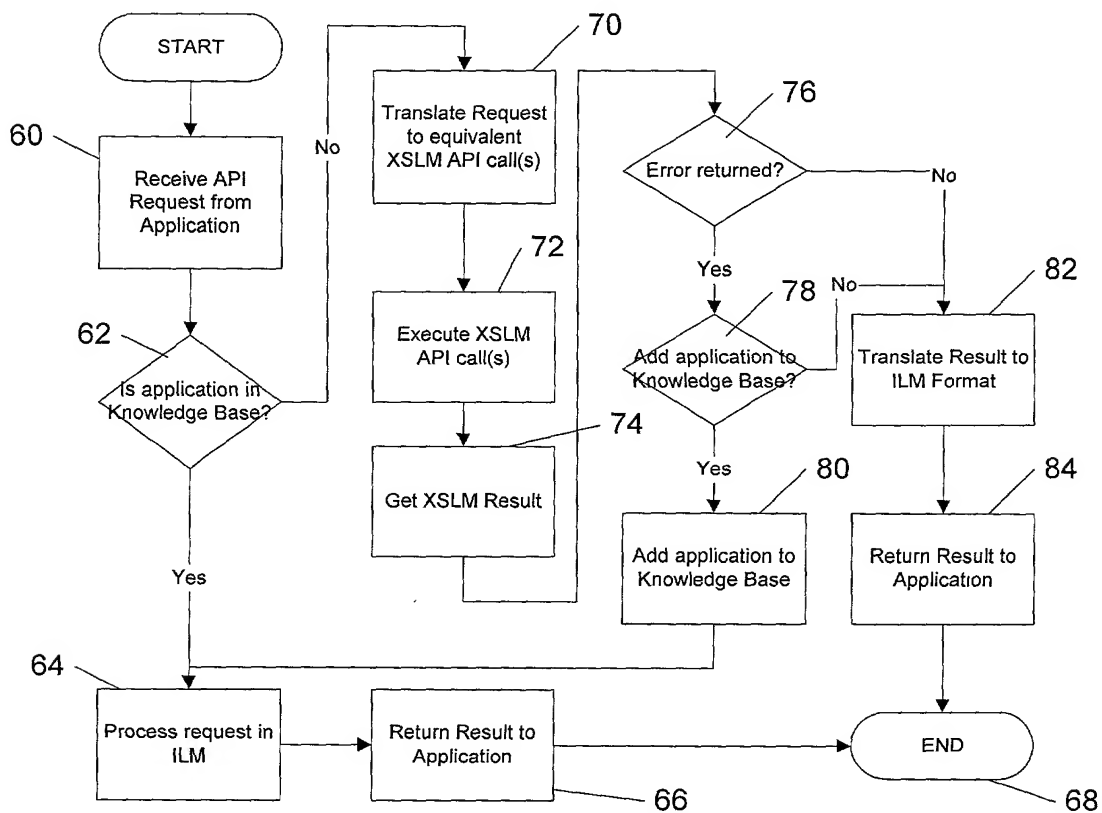 START
60
Receive API
Request from
Application
62
Is application in
Knowledge Base?
No
Yes
64
Process request in
ILM
70
Translate Request
to equivalent
XSLM API call(s)
72
Execute XSLM
API call(s)
74
Get XSLM Result
76
Error returned?
No
Yes
78
Add application to
Knowledge Base?
No
Yes
80
Add application to
Knowledge Base
82
Translate Result to
ILM Format
84
Return Result to
Application
Return Result to
Application
66
END
68